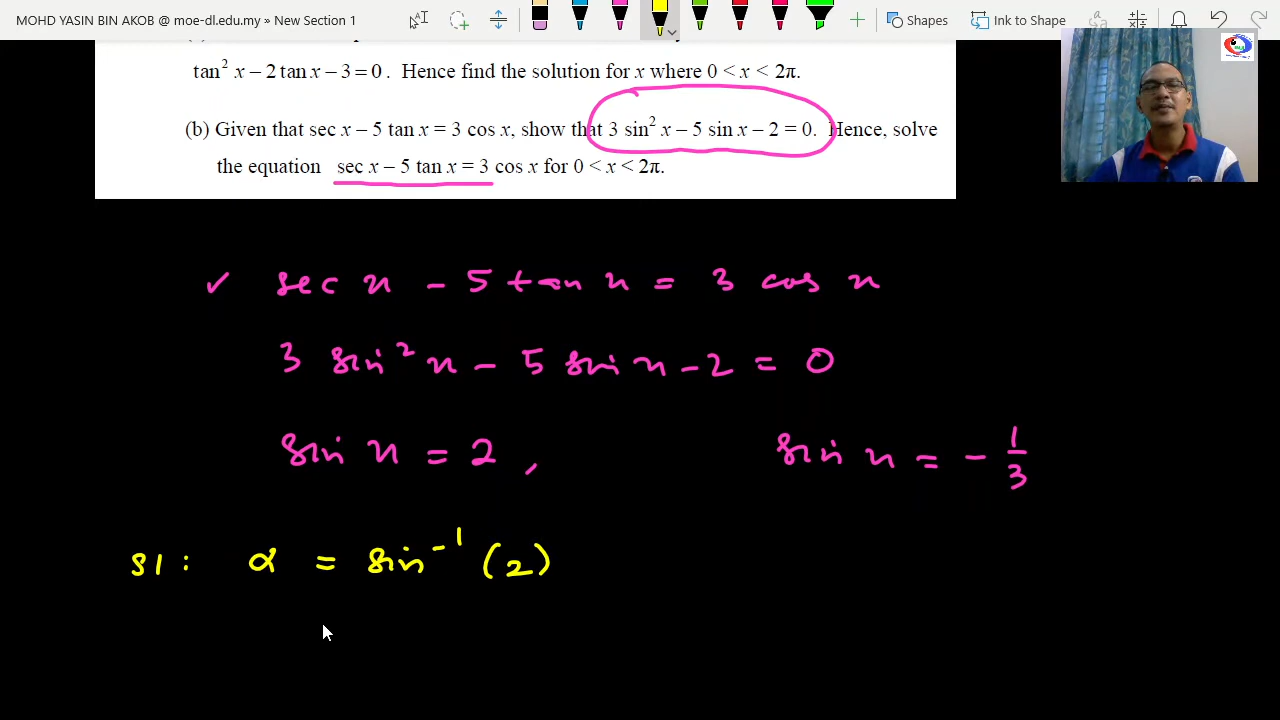 MOHD YASIN BIN AKOB @ moe-dl.edu.my » New Section 1
Shapes
Ink to Shape
tan² x – 2 tan x – 3 = 0 . Hence find the solution for x where 0 < x < 2π.
(b) Given that sec x – 5 tan x = 3 cos x, show that 3 sin² x – 5 sin x – 2 = 0. Hence, solve
the equation sec x – 5 tan x = 3 cos x for 0 < x < 2π.
✓ sec x - 5 tan x = 3 cos x
3 sin² x - 5 sin x - 2 = 0
sin x = 2 , sin x = - 1/3
S1 : α = sin⁻¹ (2)